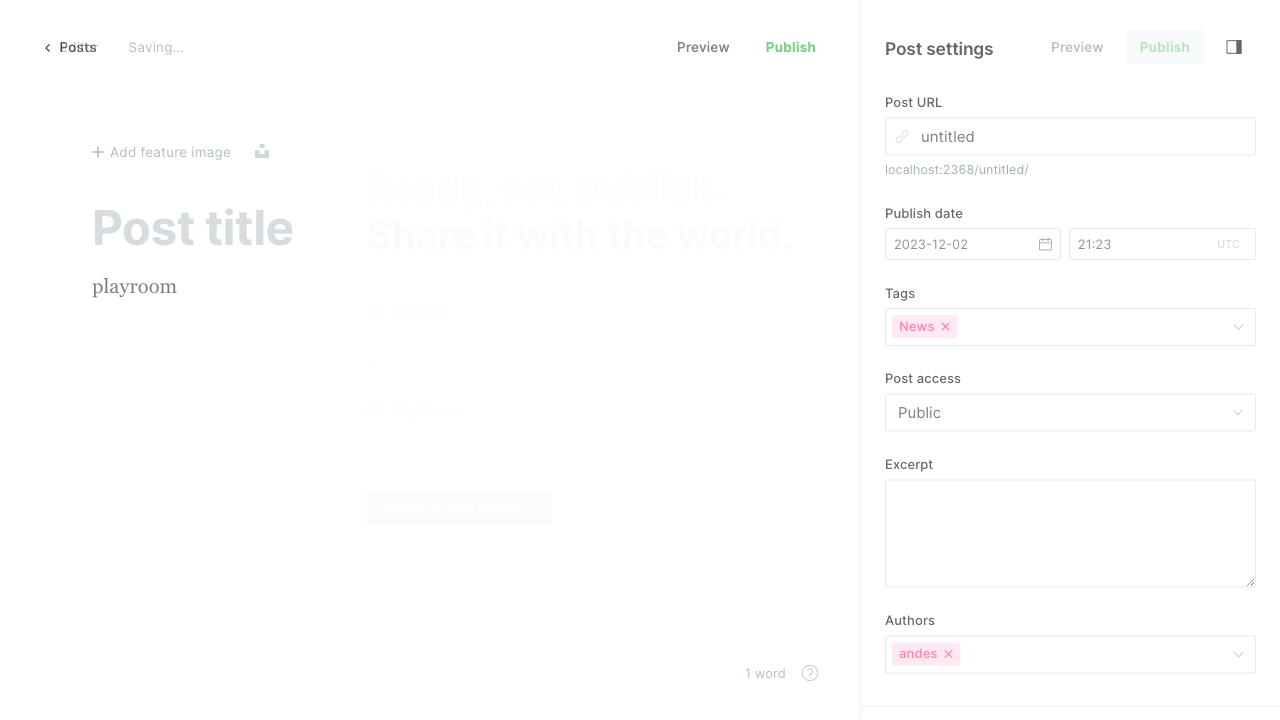 Posts
Saving...
Preview
Publish
Add feature image
Post title
playroom
Ready, set, publish.
Share it with the world.
Right now
1 word
Post settings
Preview
Publish
Post URL
untitled
localhost:2368/untitled/
Publish date
2023-12-02
21:23
UTC
Tags
News
Post access
Public
Excerpt
Authors
andes